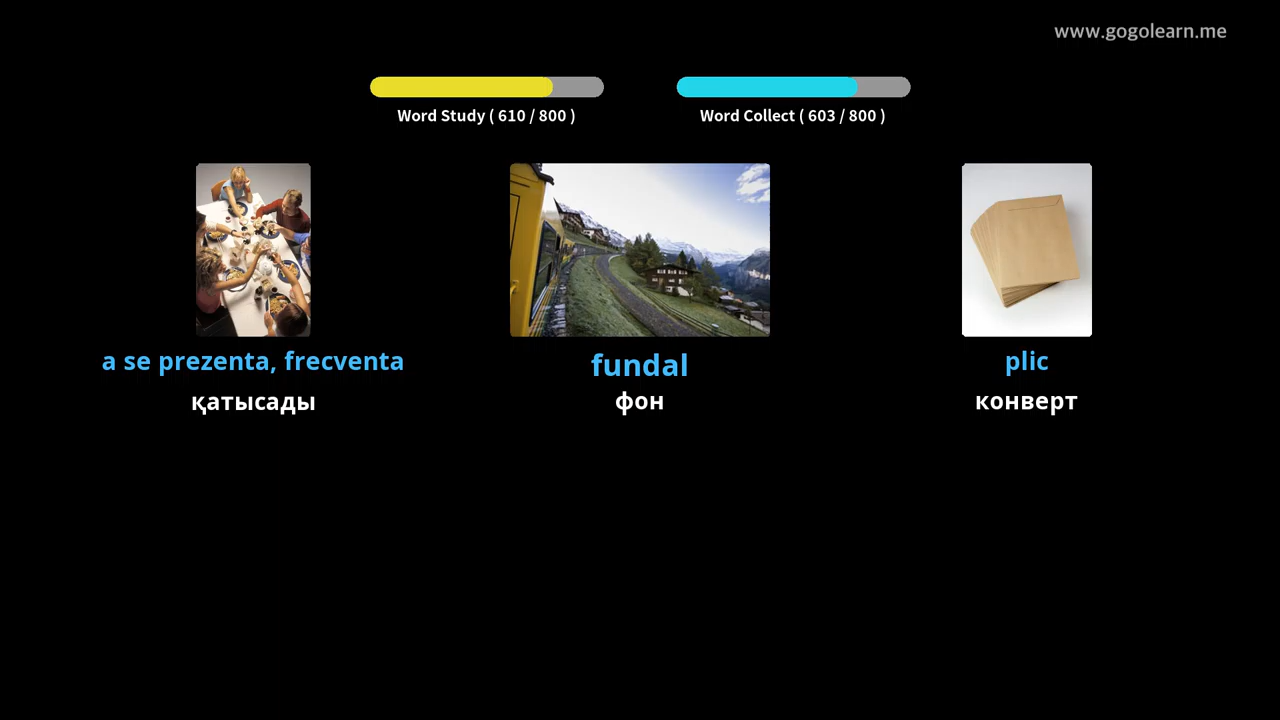 www.gogolearn.me
Word Study ( 610 / 800 )
Word Collect ( 603 / 800 )
a se prezenta, frecventa
қатысады
fundal
фон
plic
конверт